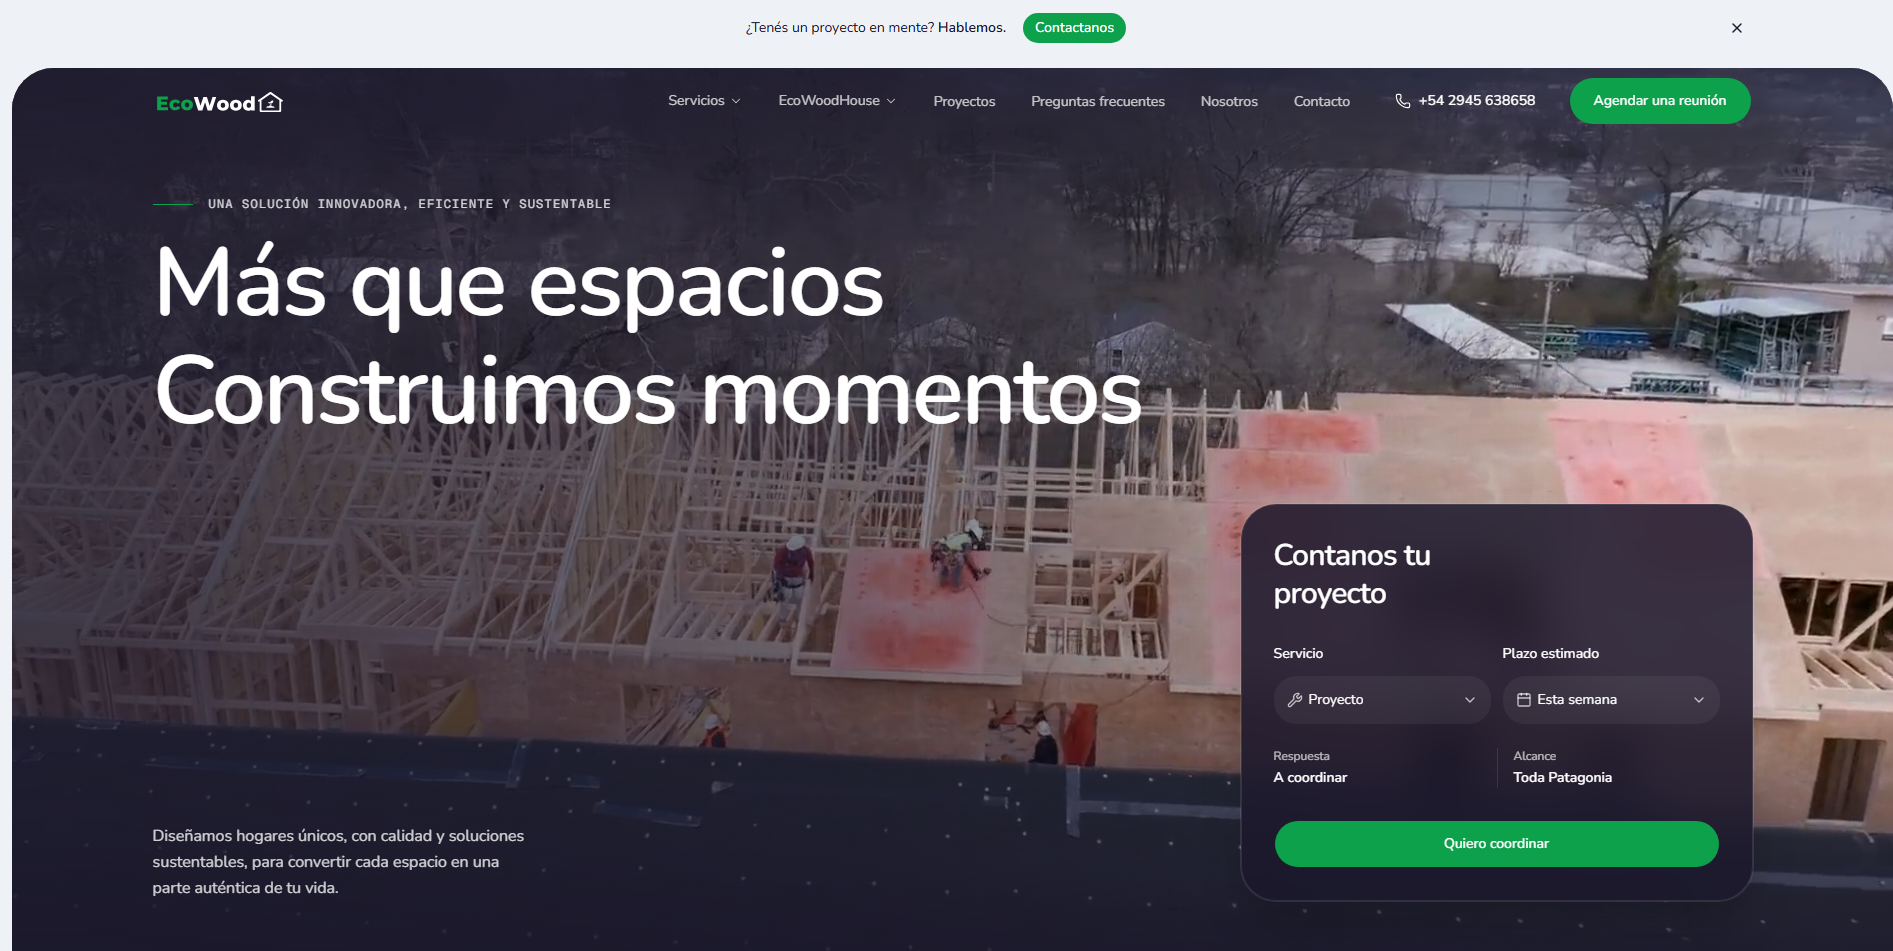 ¿Tenés un proyecto en mente? Hablemos. Contactanos
EcoWood
Servicios EcoWoodHouse Proyectos Preguntas frecuentes Nosotros Contacto +54 2945 638658 Agendar una reunión
UNA SOLUCIÓN INNOVADORA, EFICIENTE Y SUSTENTABLE
Más que espacios
Construimos momentos
Contanos tu
proyecto
Servicio Plazo estimado
Proyecto Esta semana
Respuesta Alcance
A coordinar Toda Patagonia
Quiero coordinar
Diseñamos hogares únicos, con calidad y soluciones
sustentables, para convertir cada espacio en una
parte auténtica de tu vida.